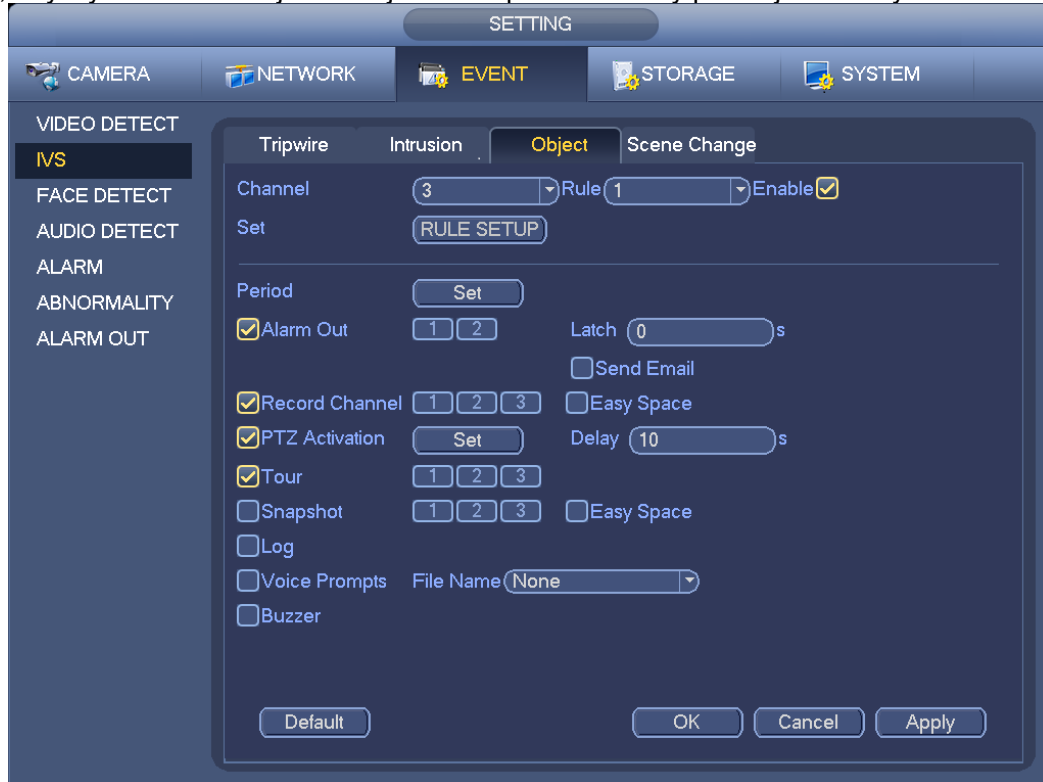 SETTING
CAMERA NETWORK EVENT STORAGE SYSTEM
VIDEO DETECT
IVS
FACE DETECT
AUDIO DETECT
ALARM
ABNORMALITY
ALARM OUT
Tripwire Intrusion Object Scene Change
Channel 3 Rule 1 Enable
Set RULE SETUP
Period Set
Alarm Out 1 2 Latch 0 s
Send Email
Record Channel 1 2 3 Easy Space
PTZ Activation Set Delay 10 s
Tour 1 2 3
Snapshot 1 2 3 Easy Space
Log
Voice Prompts File Name None
Buzzer
Default OK Cancel Apply